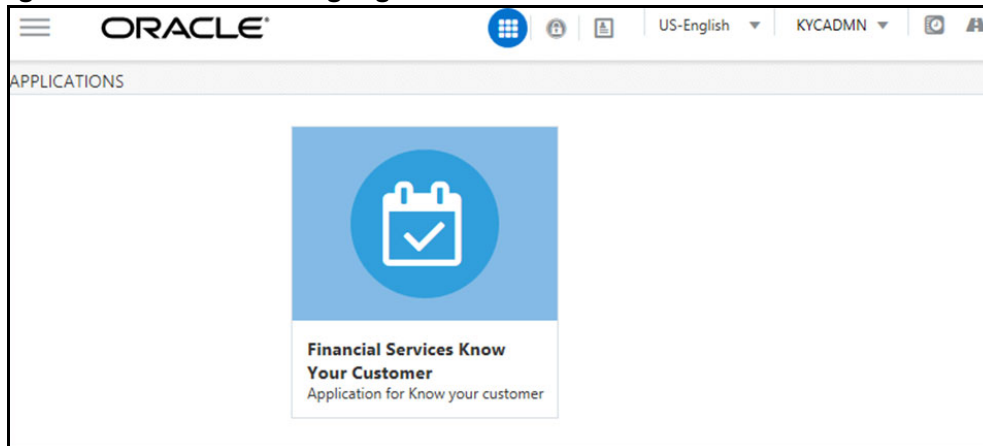 ORACLE
US-English
KYCADMN
APPLICATIONS
Financial Services Know
Your Customer
Application for Know your customer